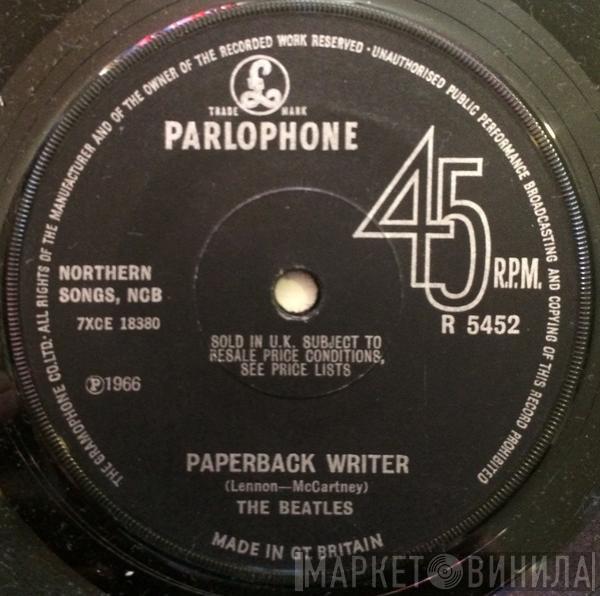 THE GRAMOPHONE CO.LTD· ALL RIGHTS OF THE MANUFACTURER AND OF THE OWNER OF THE RECORDED WORK RESERVED · UNAUTHORISED PUBLIC PERFORMANCE BROADCASTING AND COPYING OF THIS RECORD PROHIBITED
£
TRADE MARK
PARLOPHONE
45
R.P.M.
R 5452
NORTHERN
SONGS, NCB
7XCE 18380
SOLD IN U.K. SUBJECT TO
RESALE PRICE CONDITIONS,
SEE PRICE LISTS
℗1966
PAPERBACK WRITER
(Lennon—McCartney)
THE BEATLES
MADE IN GT. BRITAIN
МАРКЕТ ВИНИЛА